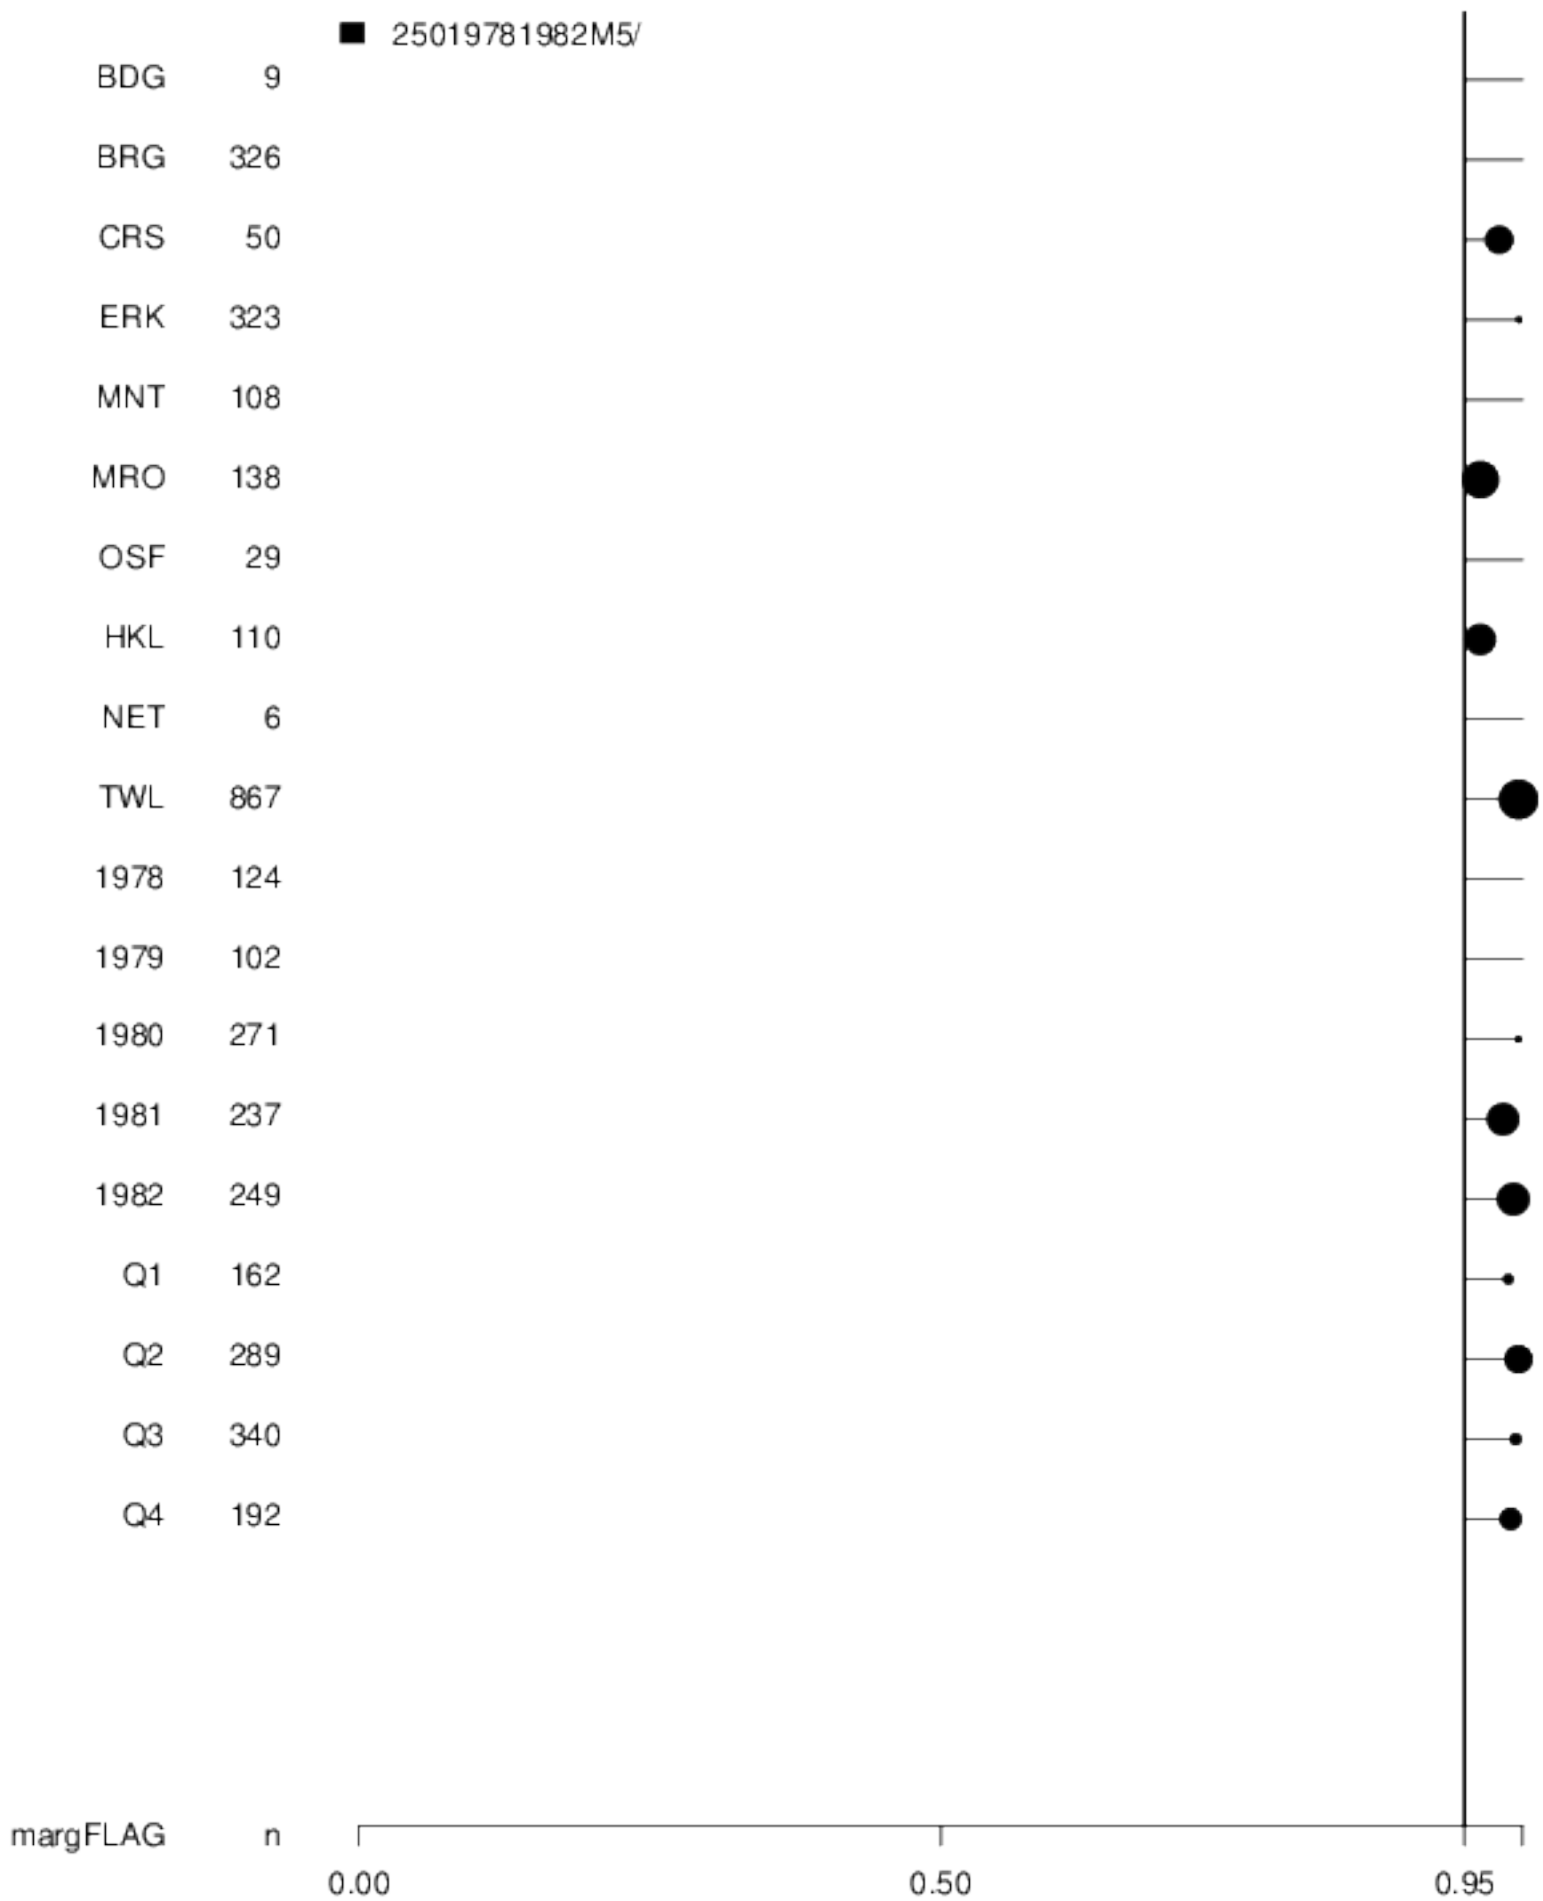 25019781982M5/
BDG 9
BRG 326
CRS 50
ERK 323
MNT 108
MRO 138
OSF 29
HKL 110
NET 6
TWL 867
1978 124
1979 102
1980 271
1981 237
1982 249
Q1 162
Q2 289
Q3 340
Q4 192
margFLAG n
0.00 0.50 0.95